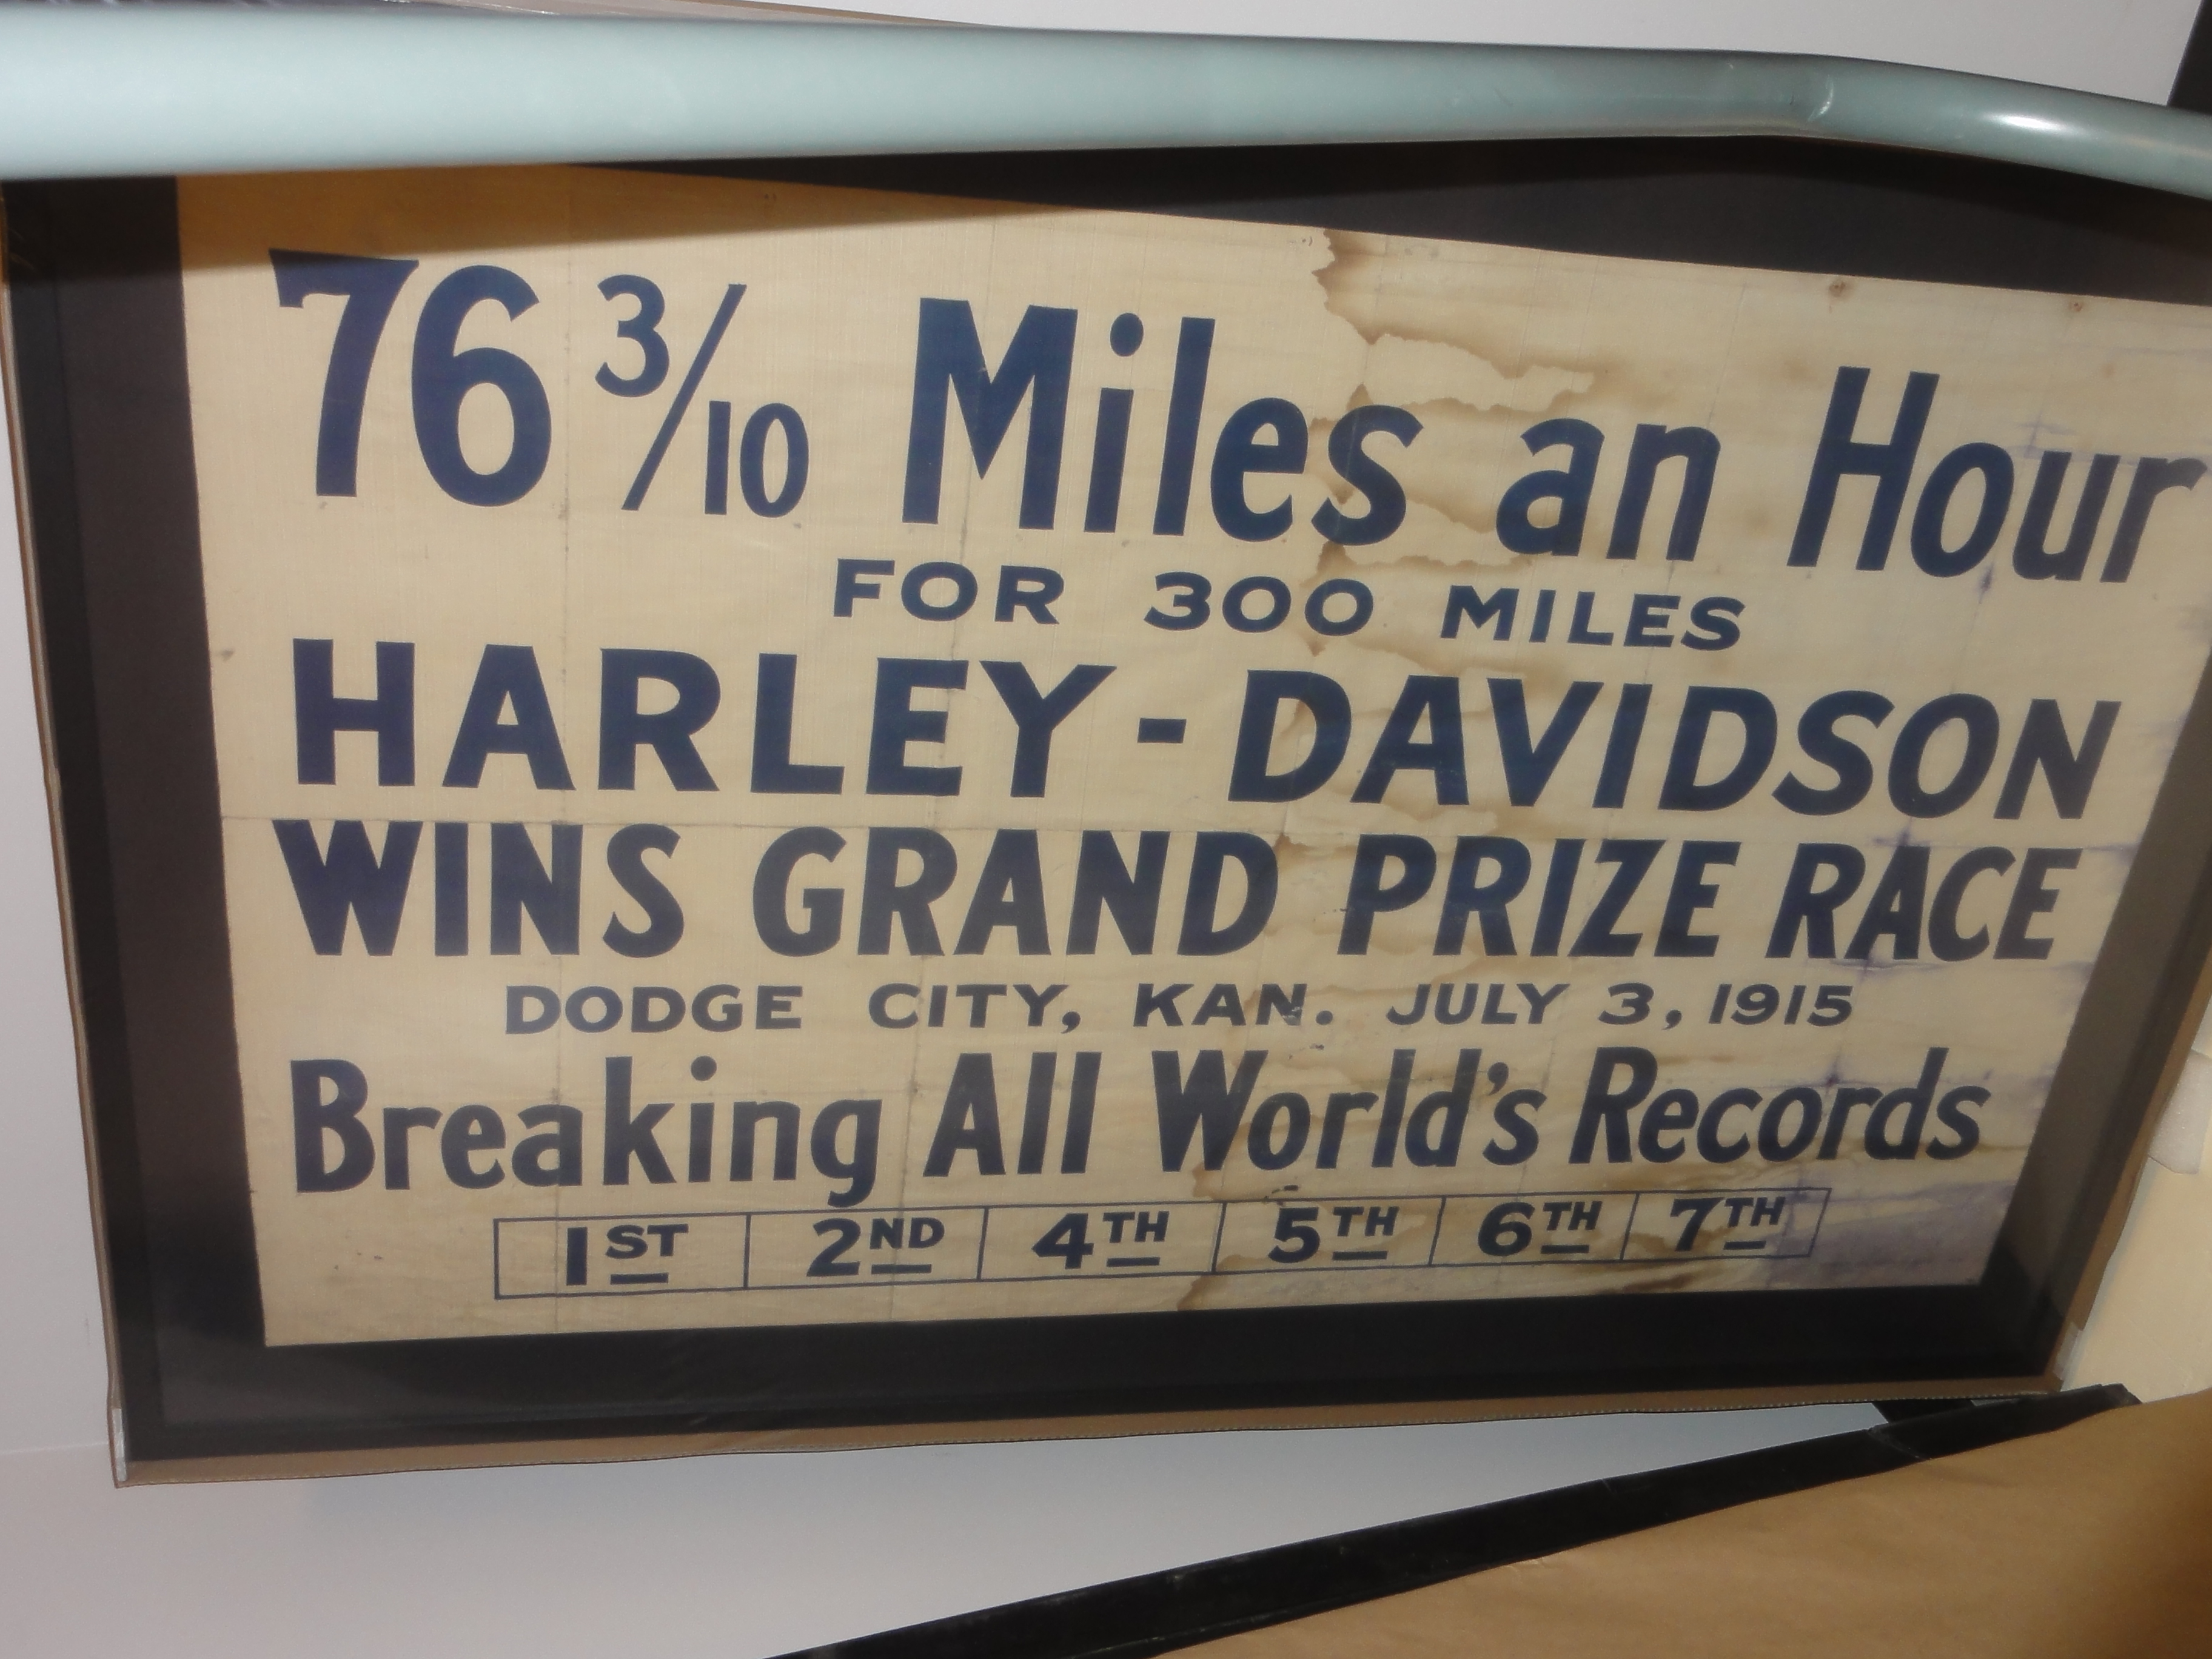 76 3/10 Miles an Hour
FOR 300 MILES
HARLEY-DAVIDSON
WINS GRAND PRIZE RACE
DODGE CITY, KAN. JULY 3, 1915
Breaking All World's Records
1ST 2ND 4TH 5TH 6TH 7TH